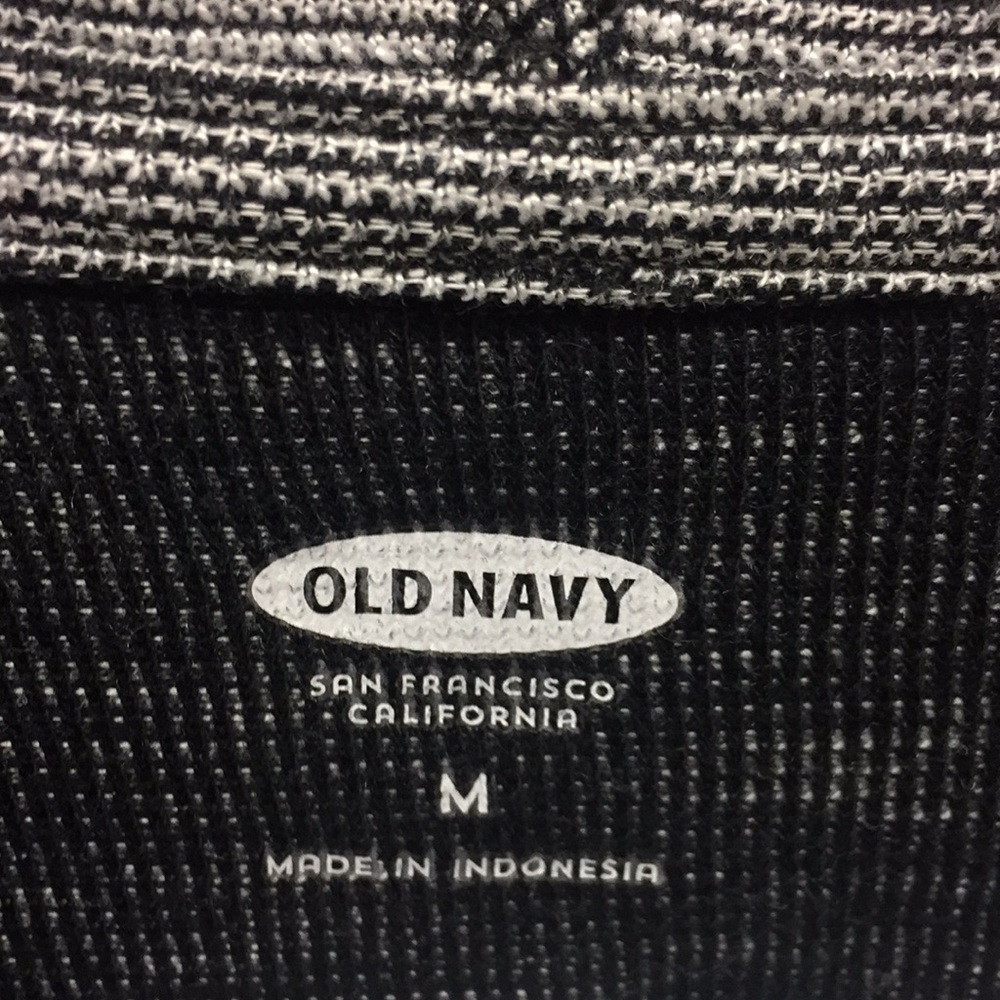 OLD NAVY
SAN FRANCISCO
CALIFORNIA
M
MADE IN INDONESIA